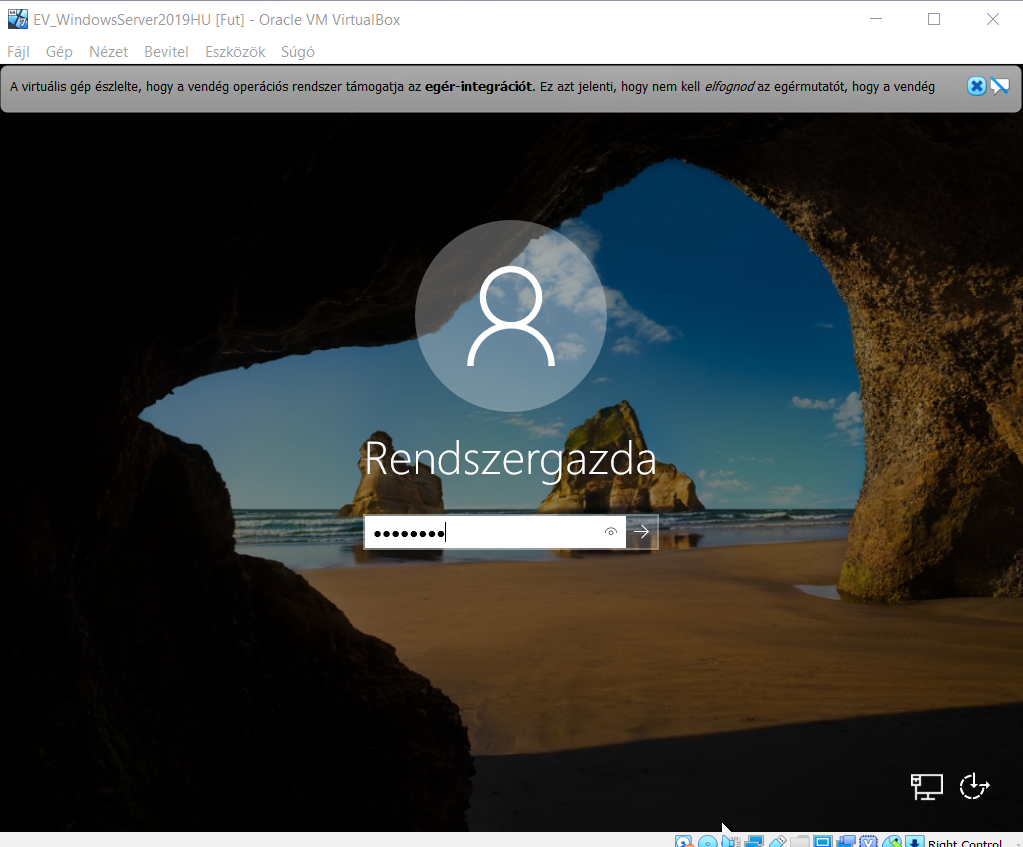 EV_WindowsServer2019HU [Fut] - Oracle VM VirtualBox
Fájl Gép Nézet Bevitel Eszközök Súgó
A virtuális gép észlelte, hogy a vendég operációs rendszer támogatja az egér-integrációt. Ez azt jelenti, hogy nem kell elfognod az egérmutatót, hogy a vendég
Rendszergazda
●●●●●●●●
Right Control